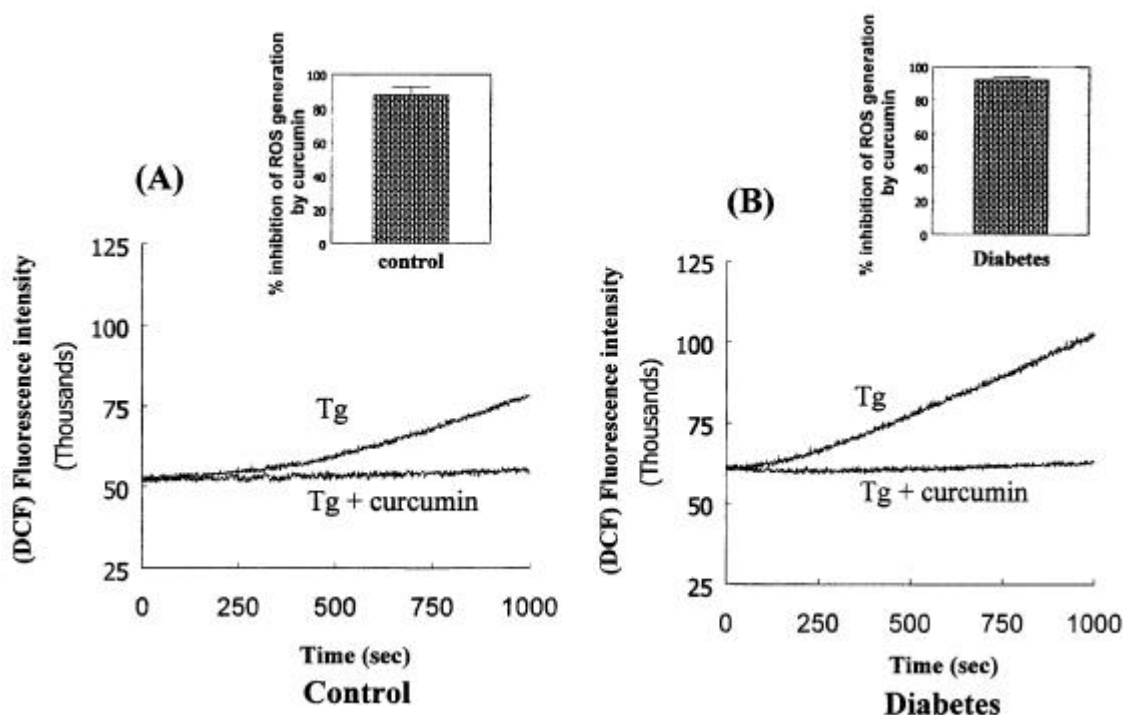 (A)
% inhibition of ROS generation
by curcumin
100
80
60
40
20
0
control
(DCF) Fluorescence intensity
(Thousands)
125
100
75
50
25
Tg
Tg + curcumin
0 250 500 750 1000
Time (sec)
Control
(B)
% inhibition of ROS generation
by curcumin
100
80
60
40
20
0
Diabetes
(DCF) Fluorescence intensity
(Thousands)
125
100
75
50
25
Tg
Tg + curcumin
0 250 500 750 1000
Time (sec)
Diabetes